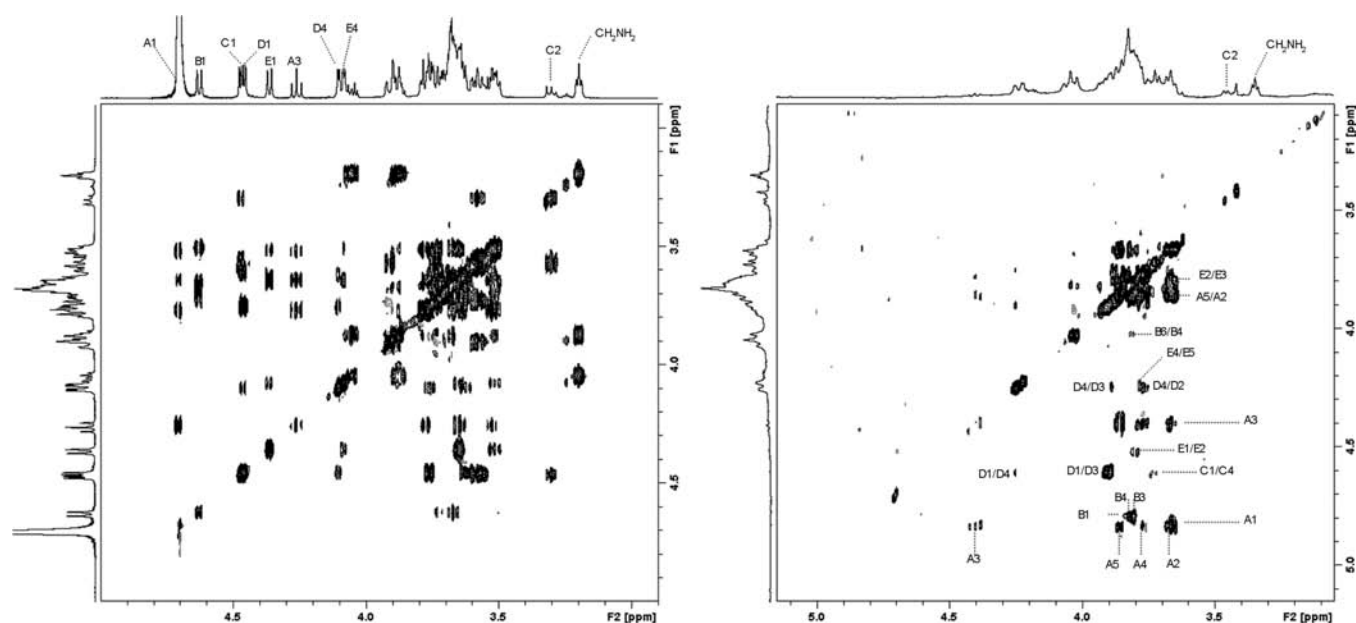 A1
B1
C1
D1
E1
A3
D4
E4
C2
CH2NH2
F1 [ppm]
3.5
4.0
4.5
4.5
4.0
3.5
F2 [ppm]
C2
CH2NH2
F1 [ppm]
3.5
E2/E3
A5/A2
B6/B4
E4/E5
D4/D3
D4/D2
A3
E1/E2
D1/D4
D1/D3
C1/C4
B4
B3
B1
A1
A3
A5
A4
A2
4.0
4.5
5.0
5.0
4.5
4.0
3.5
F2 [ppm]